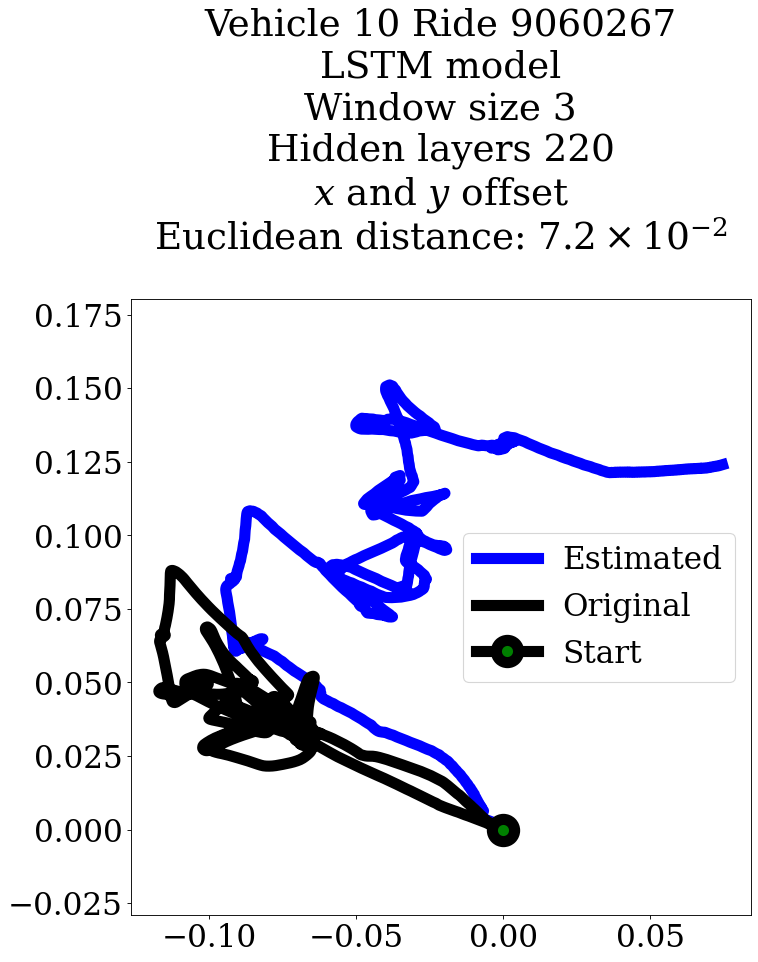 Vehicle 10 Ride 9060267
LSTM model
Window size 3
Hidden layers 220
x and y offset
Euclidean distance: 7.2 × 10⁻²
0.175
0.150
0.125
0.100
0.075
0.050
0.025
0.000
−0.025
Estimated
Original
Start
−0.10 −0.05 0.00 0.05